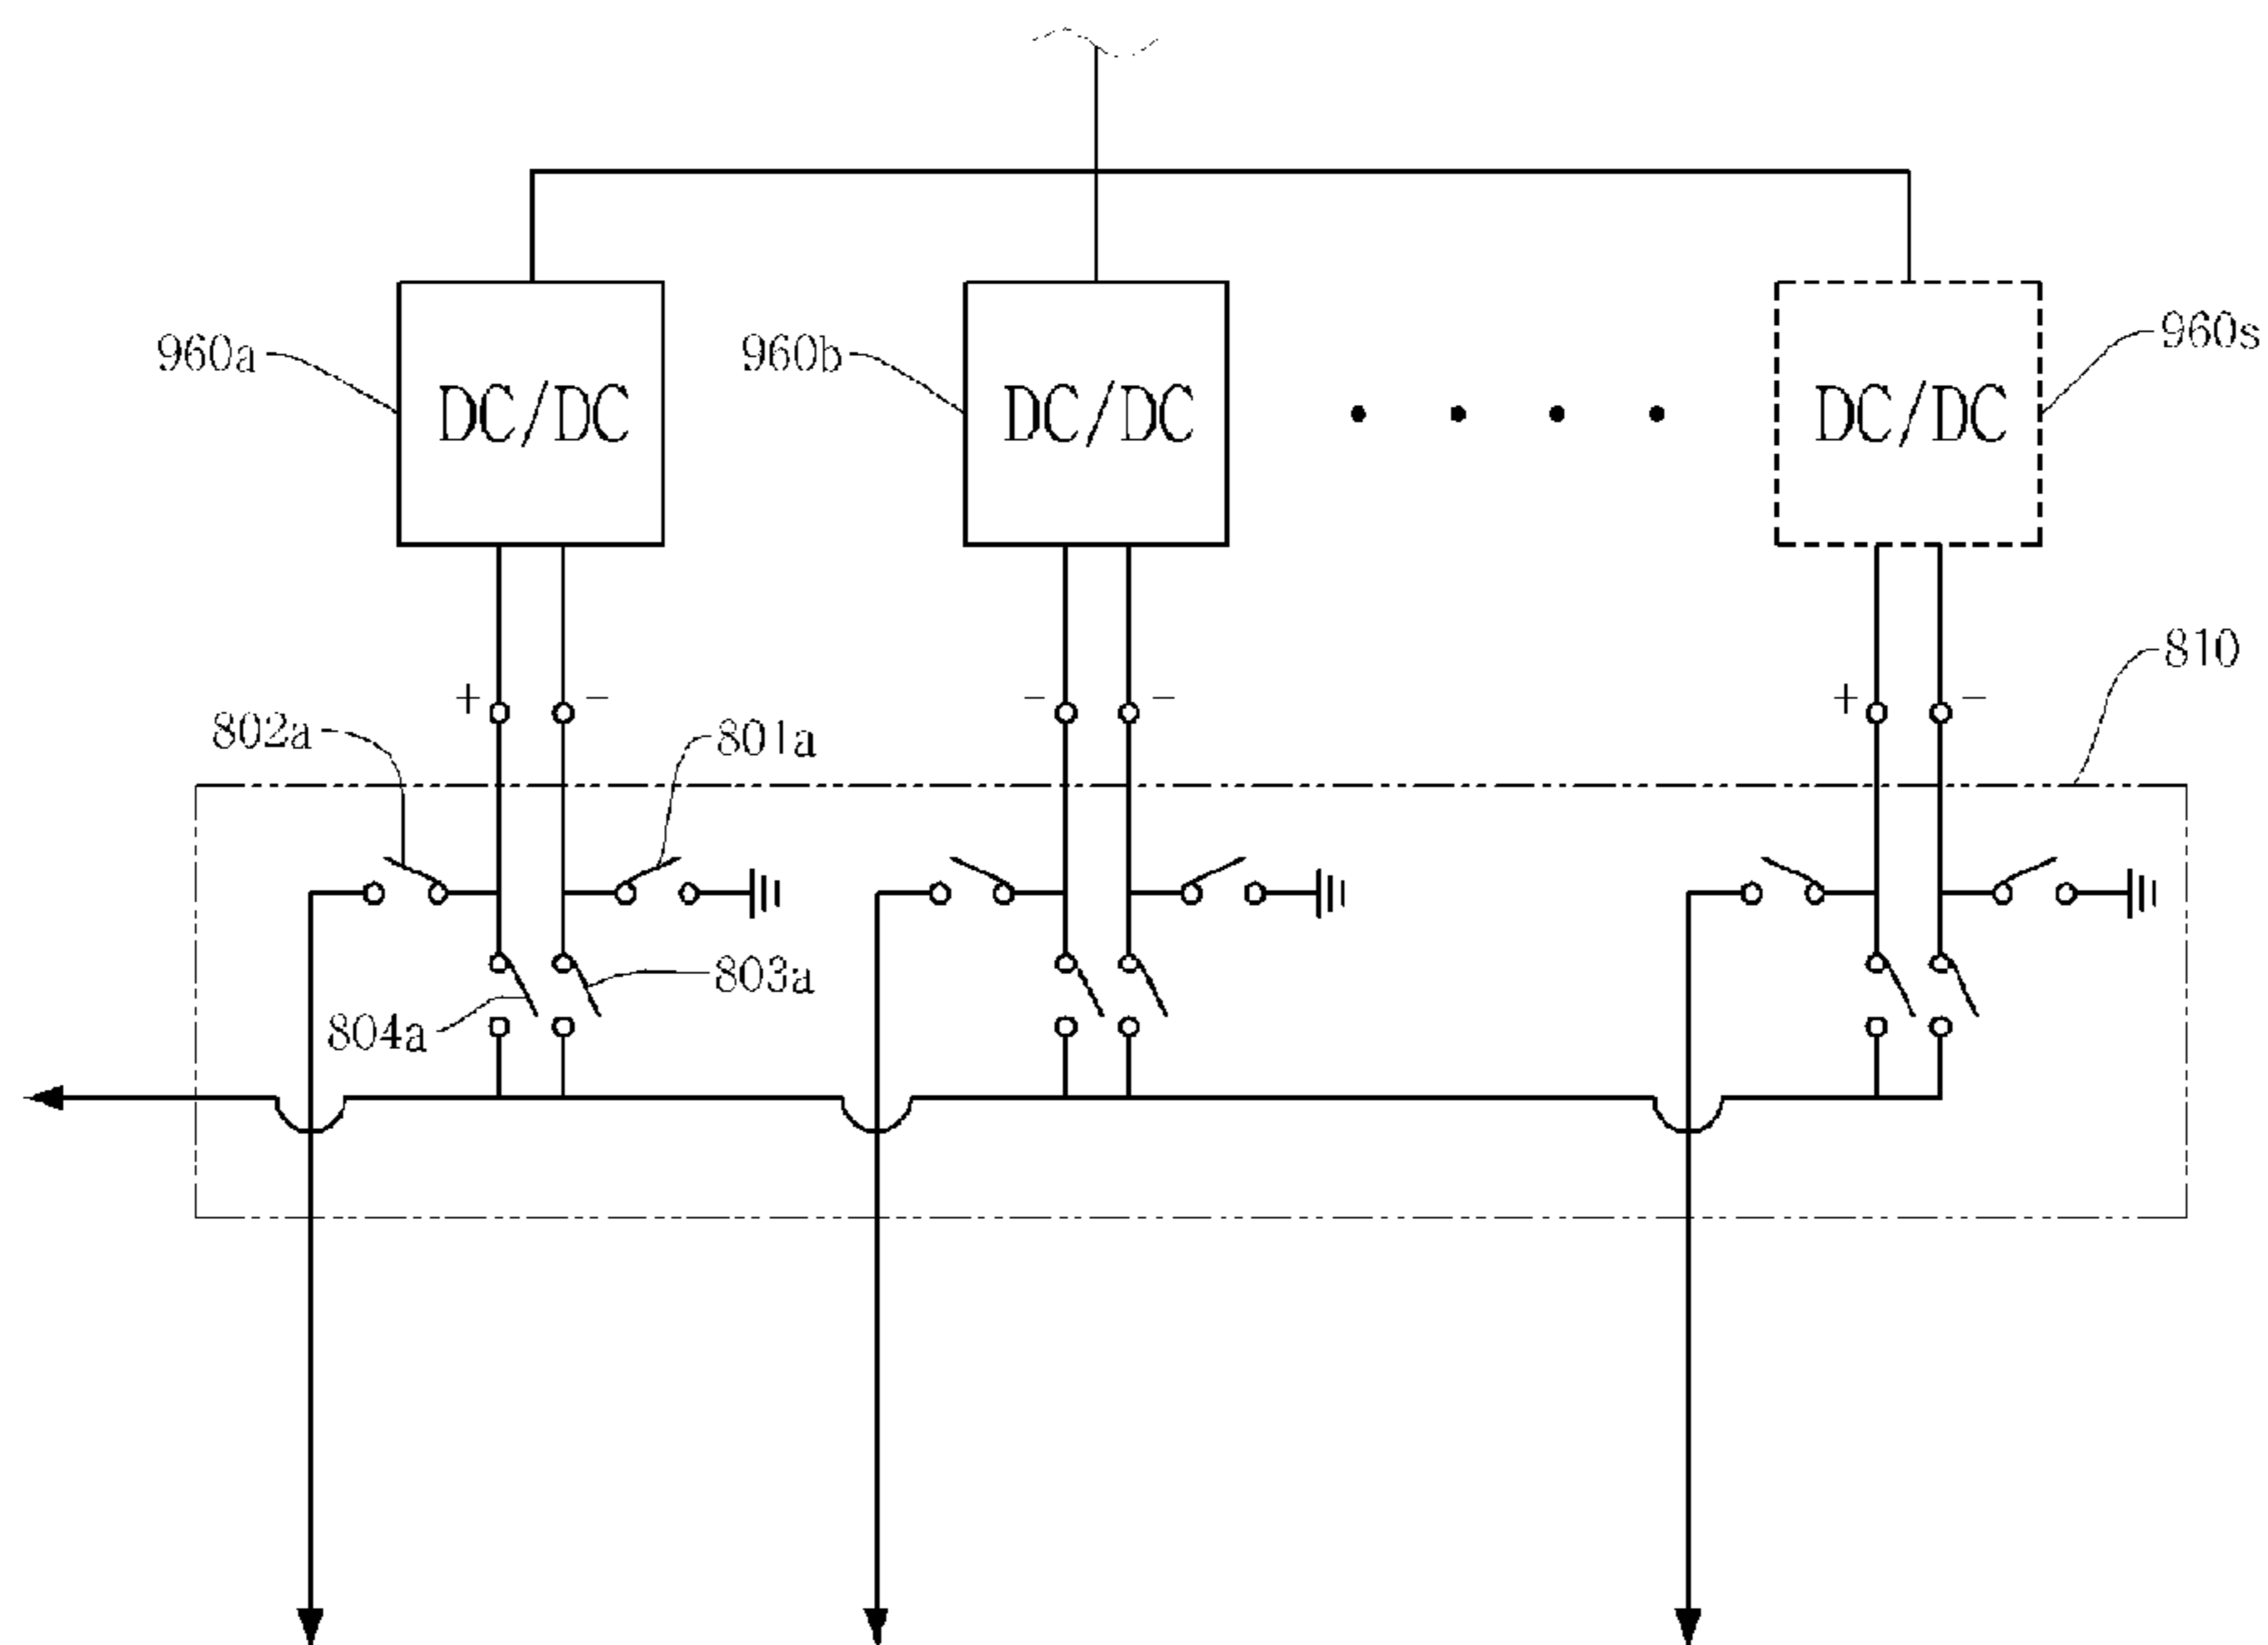 960a
DC/DC
960b
DC/DC
DC/DC
960s
810
+ -
- -
+ -
802a
801a
803a
804a